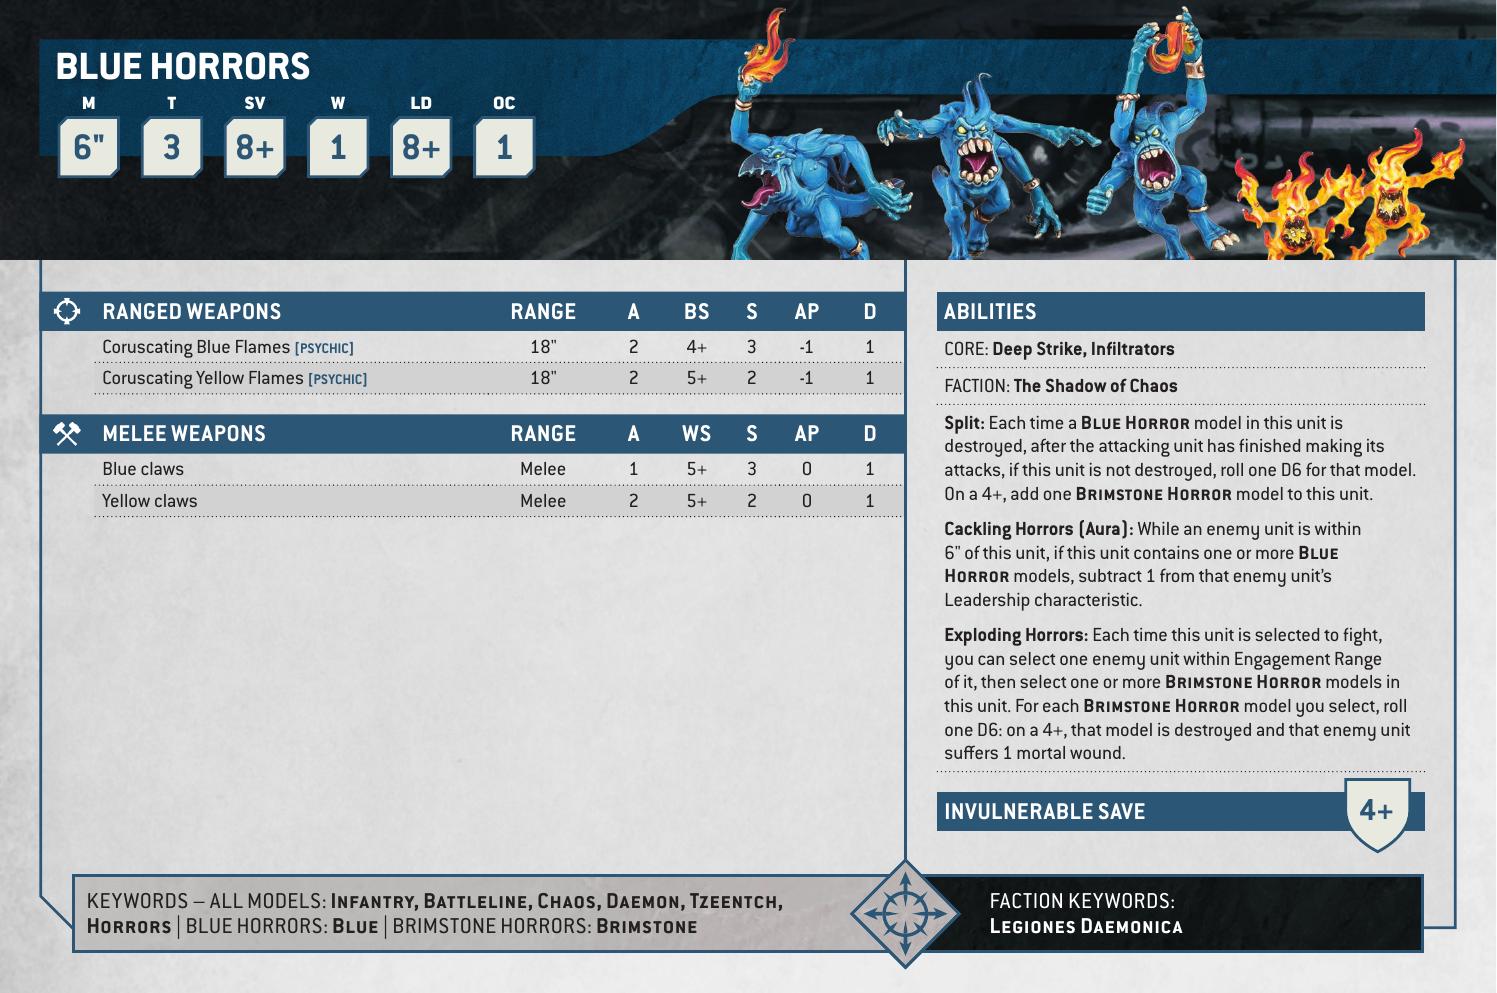 BLUE HORRORS
M T SV W LD OC
6" 3 8+ 1 8+ 1
RANGED WEAPONS RANGE A BS S AP D
Coruscating Blue Flames [PSYCHIC] 18" 2 4+ 3 -1 1
Coruscating Yellow Flames [PSYCHIC] 18" 2 5+ 2 -1 1
MELEE WEAPONS RANGE A WS S AP D
Blue claws Melee 1 5+ 3 0 1
Yellow claws Melee 2 5+ 2 0 1
ABILITIES
CORE: Deep Strike, Infiltrators
FACTION: The Shadow of Chaos
Split: Each time a BLUE HORROR model in this unit is
destroyed, after the attacking unit has finished making its
attacks, if this unit is not destroyed, roll one D6 for that model.
On a 4+, add one BRIMSTONE HORROR model to this unit.
Cackling Horrors (Aura): While an enemy unit is within
6" of this unit, if this unit contains one or more BLUE
HORROR models, subtract 1 from that enemy unit's
Leadership characteristic.
Exploding Horrors: Each time this unit is selected to fight,
you can select one enemy unit within Engagement Range
of it, then select one or more BRIMSTONE HORROR models in
this unit. For each BRIMSTONE HORROR model you select, roll
one D6: on a 4+, that model is destroyed and that enemy unit
suffers 1 mortal wound.
INVULNERABLE SAVE 4+
KEYWORDS – ALL MODELS: INFANTRY, BATTLELINE, CHAOS, DAEMON, TZEENTCH,
HORRORS | BLUE HORRORS: BLUE | BRIMSTONE HORRORS: BRIMSTONE
FACTION KEYWORDS:
LEGIONES DAEMONICA